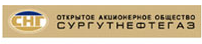 СНГ
ОТКРЫТОЕ АКЦИОНЕРНОЕ ОБЩЕСТВО
СУРГУТНЕФТЕГАЗ